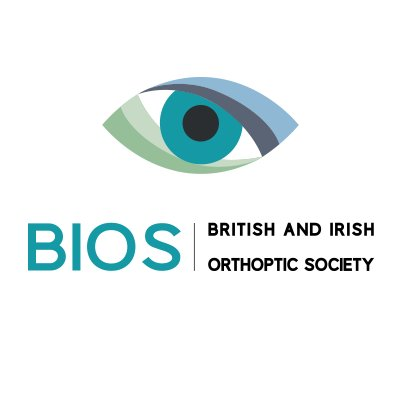 BIOS
BRITISH AND IRISH
ORTHOPTIC SOCIETY